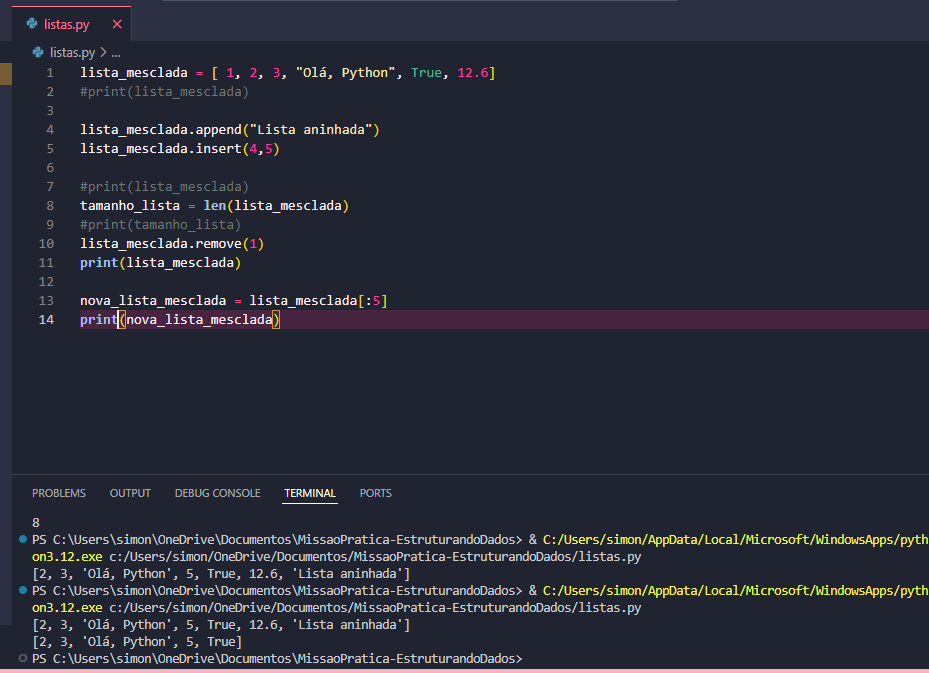 listas.py ×
listas.py > ...
1 lista_mesclada = [ 1, 2, 3, "Olá, Python", True, 12.6]
2 #print(lista_mesclada)
3
4 lista_mesclada.append("Lista aninhada")
5 lista_mesclada.insert(4,5)
6
7 #print(lista_mesclada)
8 tamanho_lista = len(lista_mesclada)
9 #print(tamanho_lista)
10 lista_mesclada.remove(1)
11 print(lista_mesclada)
12
13 nova_lista_mesclada = lista_mesclada[:5]
14 print(nova_lista_mesclada)
PROBLEMS OUTPUT DEBUG CONSOLE TERMINAL PORTS
8
PS C:\Users\simon\OneDrive\Documentos\MissaoPratica-EstruturandoDados> & C:/Users/simon/AppData/Local/Microsoft/WindowsApps/pyth
on3.12.exe c:/Users/simon/OneDrive/Documentos/MissaoPratica-EstruturandoDados/listas.py
[2, 3, 'Olá, Python', 5, True, 12.6, 'Lista aninhada']
PS C:\Users\simon\OneDrive\Documentos\MissaoPratica-EstruturandoDados> & C:/Users/simon/AppData/Local/Microsoft/WindowsApps/pyth
on3.12.exe c:/Users/simon/OneDrive/Documentos/MissaoPratica-EstruturandoDados/listas.py
[2, 3, 'Olá, Python', 5, True, 12.6, 'Lista aninhada']
[2, 3, 'Olá, Python', 5, True]
PS C:\Users\simon\OneDrive\Documentos\MissaoPratica-EstruturandoDados>